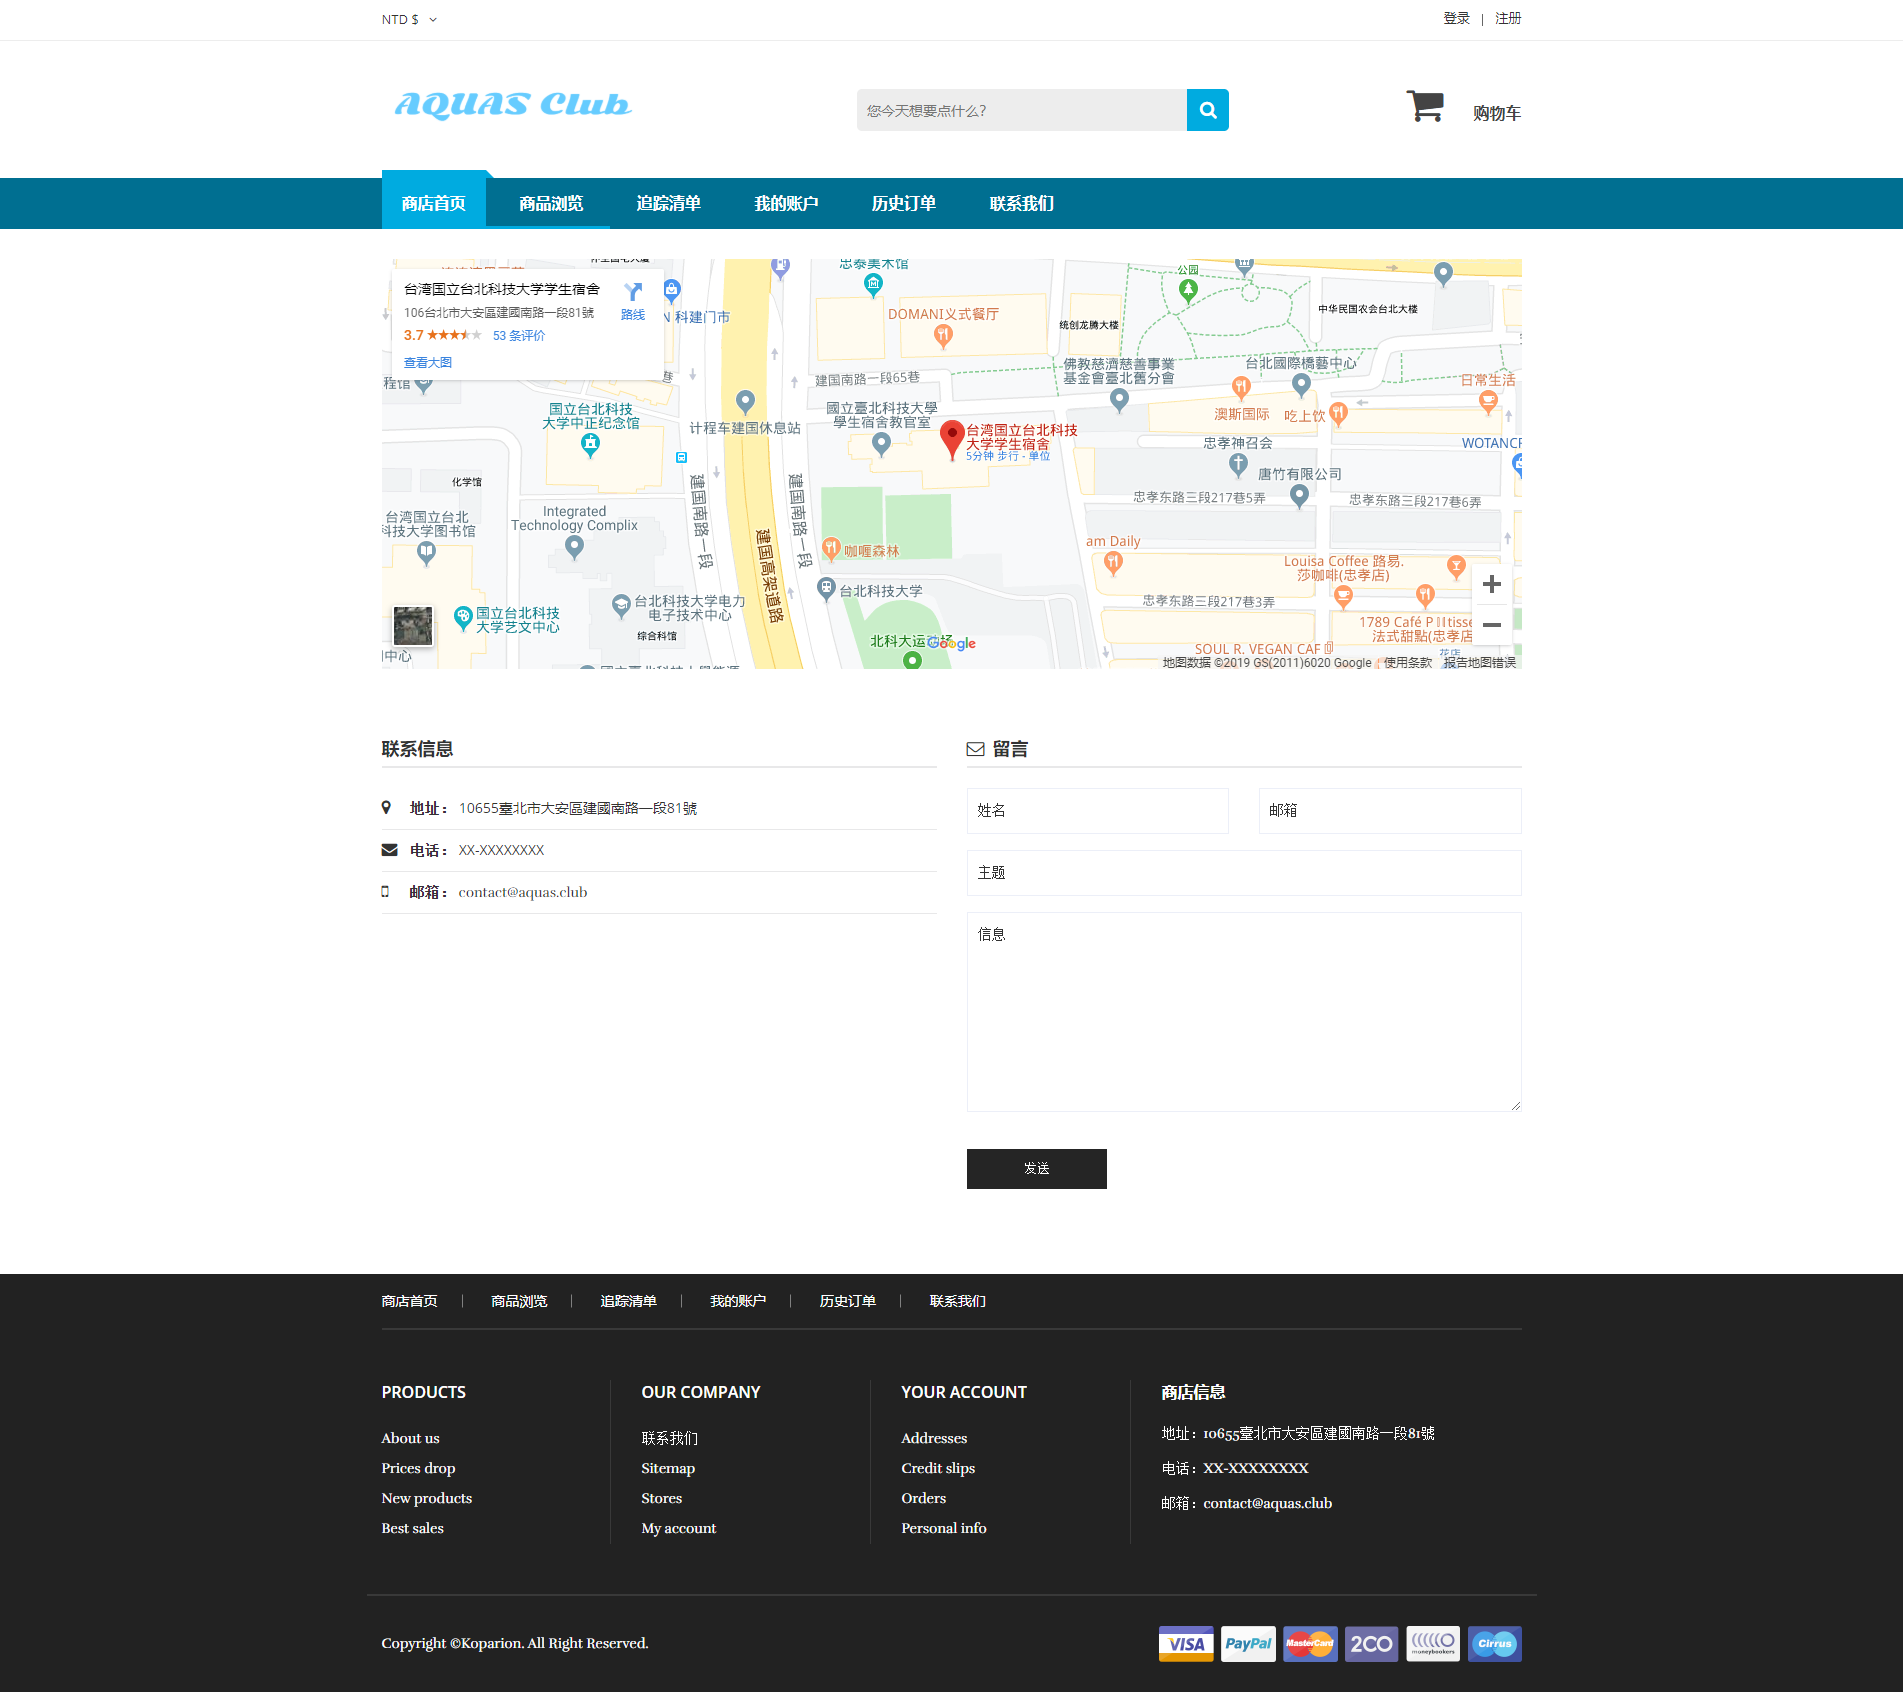 NTD $
登录 | 注册
AQUAS Club
您今天想要点什么？
购物车
商店首页 商品浏览 追踪清单 我的账户 历史订单 联系我们
台湾国立台北科技大学学生宿舍
106台北市大安區建國南路一段81號
3.7 53 条评价
查看大图
路线
忠泰美术馆
公园
DOMANI义式餐厅
统创龙腾大楼
中华民国农会台北大楼
N 科建门市
建国南路一段65巷
佛教慈濟慈善事業
基金會臺北舊分會
台北國際橋藝中心
日常生活
国立台北科技
大学中正纪念馆
计程车建国休息站
國立臺北科技大學
學生宿舍教官室
台湾国立台北科技
大学学生宿舍
5分钟 步行 - 单位
澳斯国际
吃上饮
忠孝神召会
WOTANCF
唐竹有限公司
化学馆
台湾国立台北
科技大学图书馆
Integrated
Technology Complix
建国南路一段
建国南路一段
建国高架道路
忠孝东路三段217巷5弄
忠孝东路三段217巷6弄
咖喱森林
am Daily
Louisa Coffee 路易.
莎咖啡(忠孝店)
台北科技大学
国立台北科技
大学艺文中心
台北科技大学电力
电子技术中心
综合科馆
忠孝东路三段217巷3弄
1789 Café P tisse
法式甜點(忠孝店
北科大运动场
Google
SOUL R. VEGAN CAF
花店
地图数据 ©2019 GS(2011)6020 Google 使用条款 报告地图错误
联系信息
地址： 10655臺北市大安區建國南路一段81號
电话： XX-XXXXXXXX
邮箱： contact@aquas.club
留言
姓名
邮箱
主题
信息
发送
商店首页 | 商品浏览 | 追踪清单 | 我的账户 | 历史订单 | 联系我们
PRODUCTS
About us
Prices drop
New products
Best sales
OUR COMPANY
联系我们
Sitemap
Stores
My account
YOUR ACCOUNT
Addresses
Credit slips
Orders
Personal info
商店信息
地址：10655臺北市大安區建國南路一段81號
电话：XX-XXXXXXXX
邮箱：contact@aquas.club
Copyright ©Koparion. All Right Reserved.
VISA PayPal MasterCard 2CO moneybookers Cirrus